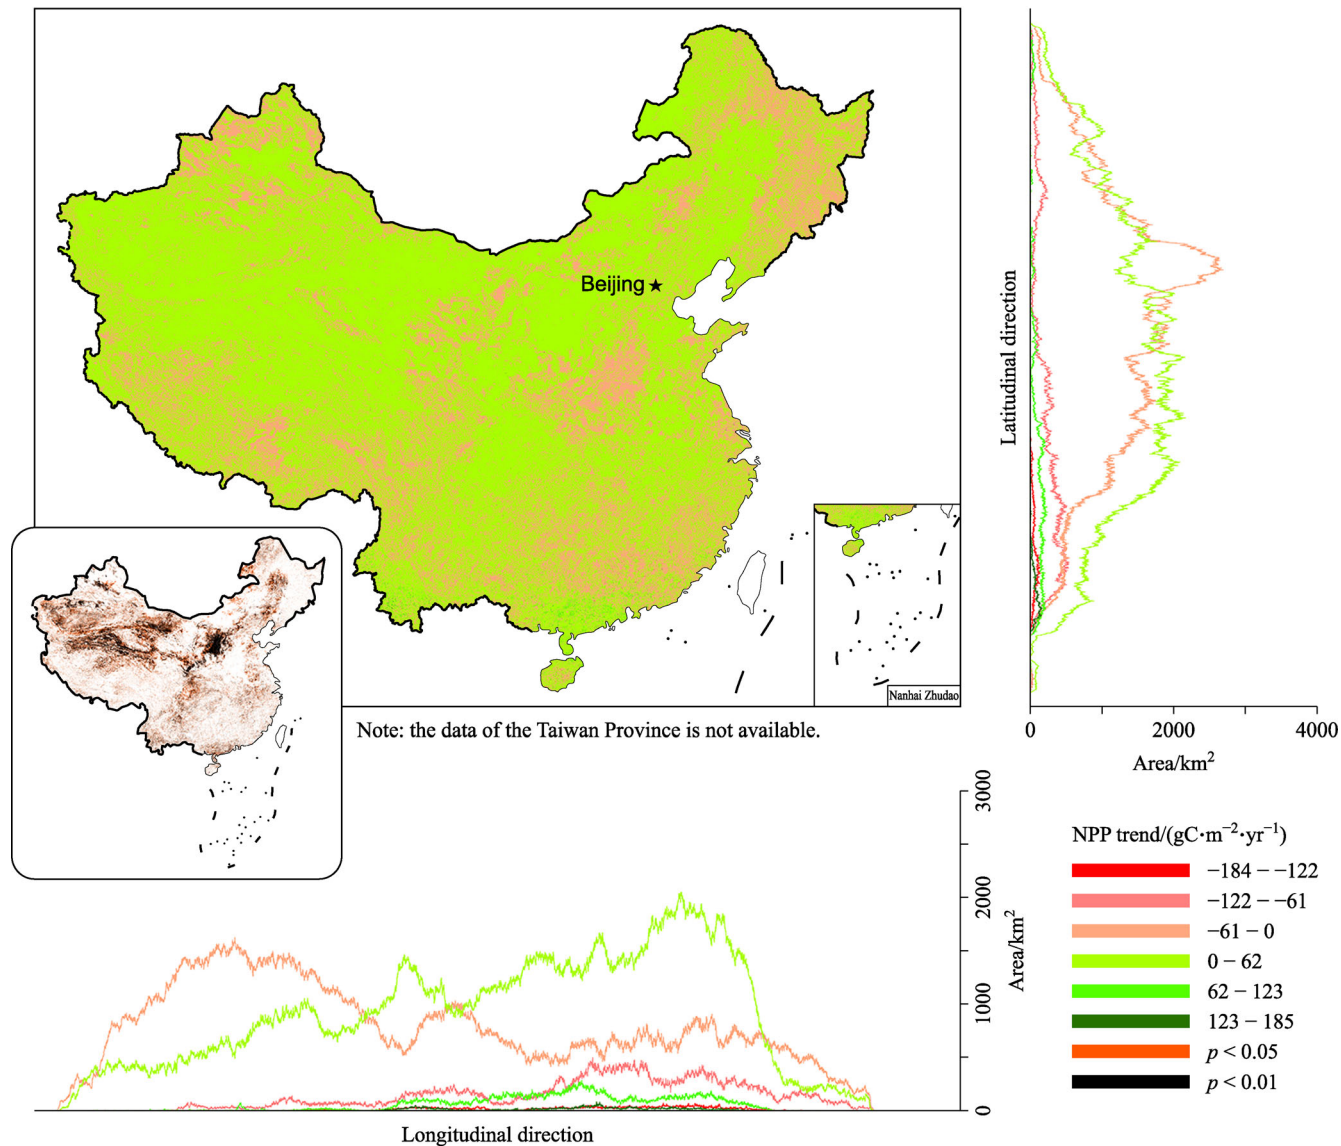 Beijing
Nanhai Zhudao
Note: the data of the Taiwan Province is not available.
Latitudinal direction
0 2000 4000
Area/km²
3000
2000
1000
0
Area/km²
Longitudinal direction
NPP trend/(gC·m⁻²·yr⁻¹)
−184 − −122
−122 − −61
−61 − 0
0 − 62
62 − 123
123 − 185
p < 0.05
p < 0.01